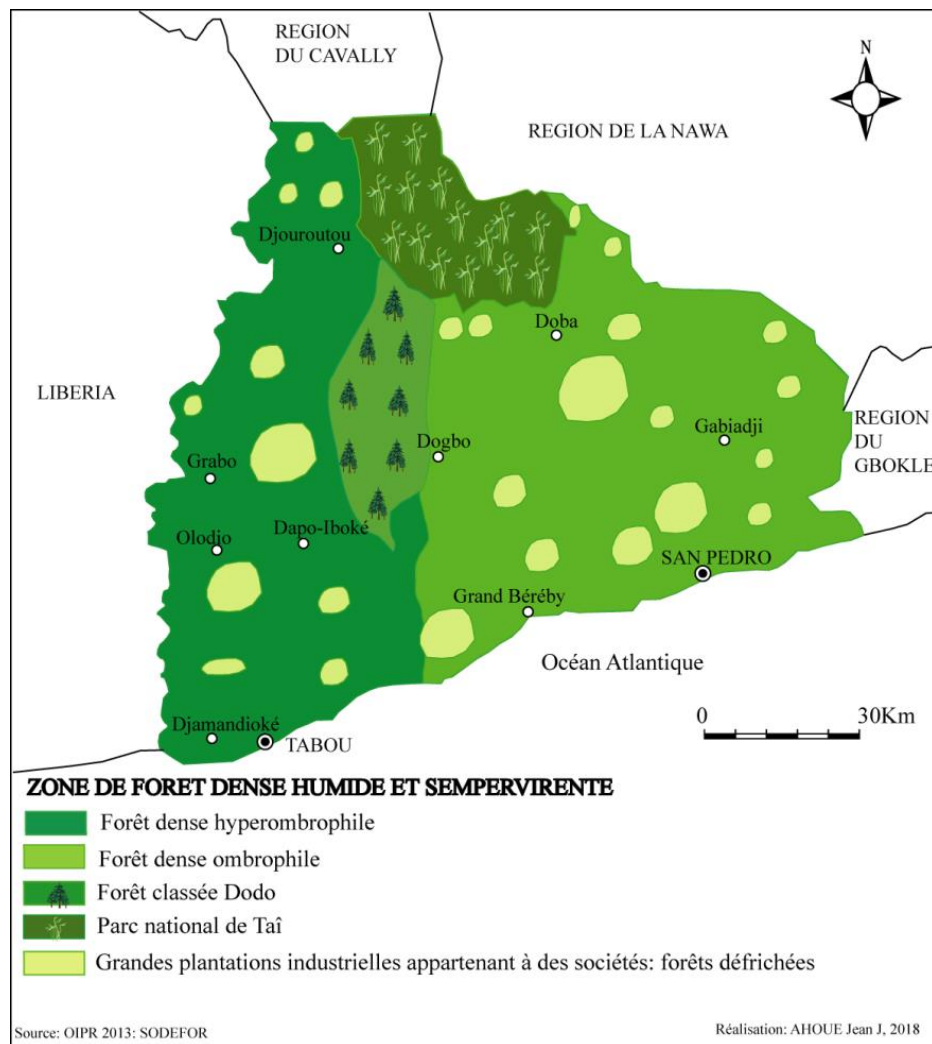 REGION
DU CAVALLY
N
REGION DE LA NAWA
Djouroutou
Doba
LIBERIA
REGION
DU
GBOKLE
Gabiadji
Dogbo
Grabo
Olodio
Dapo-Iboké
SAN PEDRO
Grand Béréby
Océan Atlantique
0 30Km
Djamandioké
TABOU
ZONE DE FORET DENSE HUMIDE ET SEMPERVIRENTE
Forêt dense hyperombrophile
Forêt dense ombrophile
Forêt classée Dodo
Parc national de Taî
Grandes plantations industrielles appartenant à des sociétés: forêts défrichées
Source: OIPR 2013: SODEFOR
Réalisation: AHOUE Jean J, 2018